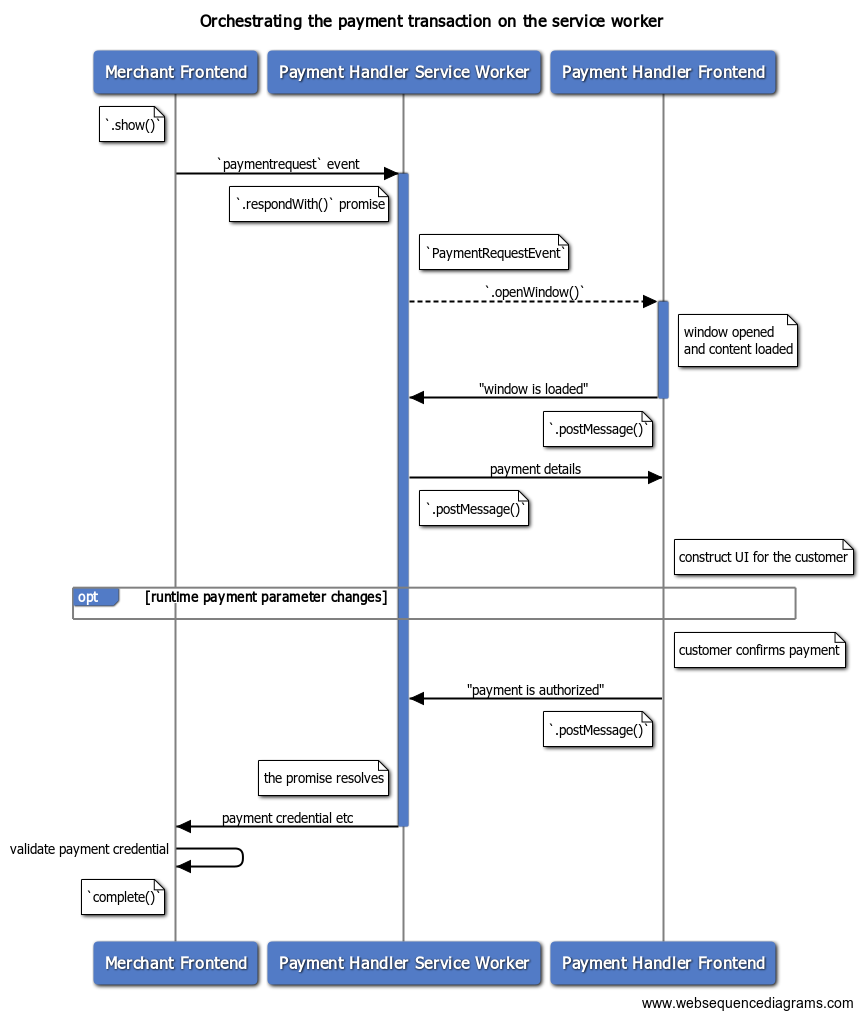 Orchestrating the payment transaction on the service worker
Merchant Frontend
Payment Handler Service Worker
Payment Handler Frontend
`.show()`
`paymentrequest` event
`.respondWith()` promise
`PaymentRequestEvent`
`.openWindow()`
window opened
and content loaded
"window is loaded"
`.postMessage()`
payment details
`.postMessage()`
construct UI for the customer
opt
[runtime payment parameter changes]
customer confirms payment
"payment is authorized"
`.postMessage()`
the promise resolves
payment credential etc
validate payment credential
`complete()`
Merchant Frontend
Payment Handler Service Worker
Payment Handler Frontend
www.websequencediagrams.com